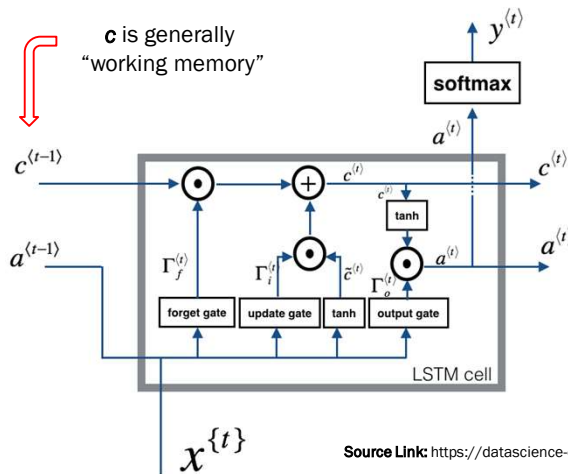 c is generally
“working memory”
y⟨t⟩
softmax
a⟨t⟩
c⟨t-1⟩
c⟨t⟩
c⟨t⟩
c⟨t⟩
tanh
a⟨t-1⟩
a⟨t⟩
a⟨t
Γf⟨t⟩
Γi⟨t⟩
c̃⟨t⟩
Γo⟨t⟩
forget gate
update gate
tanh
output gate
LSTM cell
x{t}
Source Link: https://datascience-